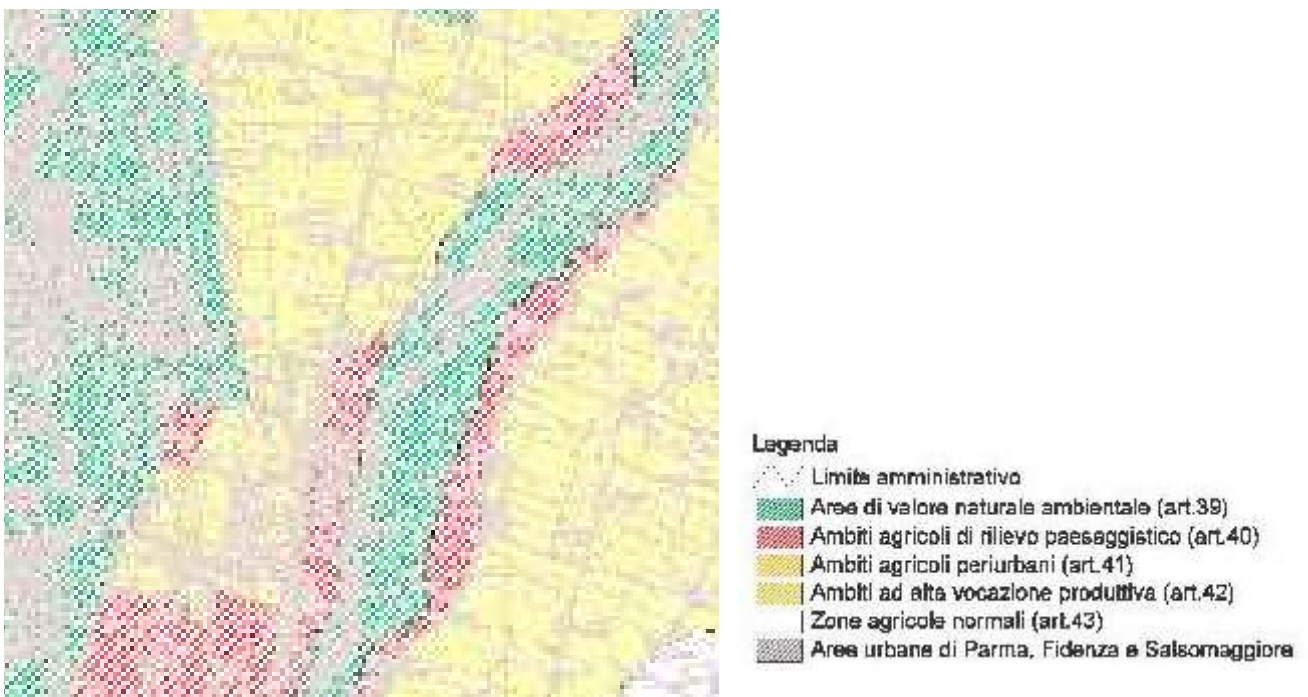 Legenda
Limite amministrativo
Aree di valore naturale ambientale (art.39)
Ambiti agricoli di rilievo paesaggistico (art.40)
Ambiti agricoli periurbani (art.41)
Ambiti ad alta vocazione produttiva (art.42)
Zone agricole normali (art.43)
Aree urbane di Parma, Fidenza e Salsomaggiore